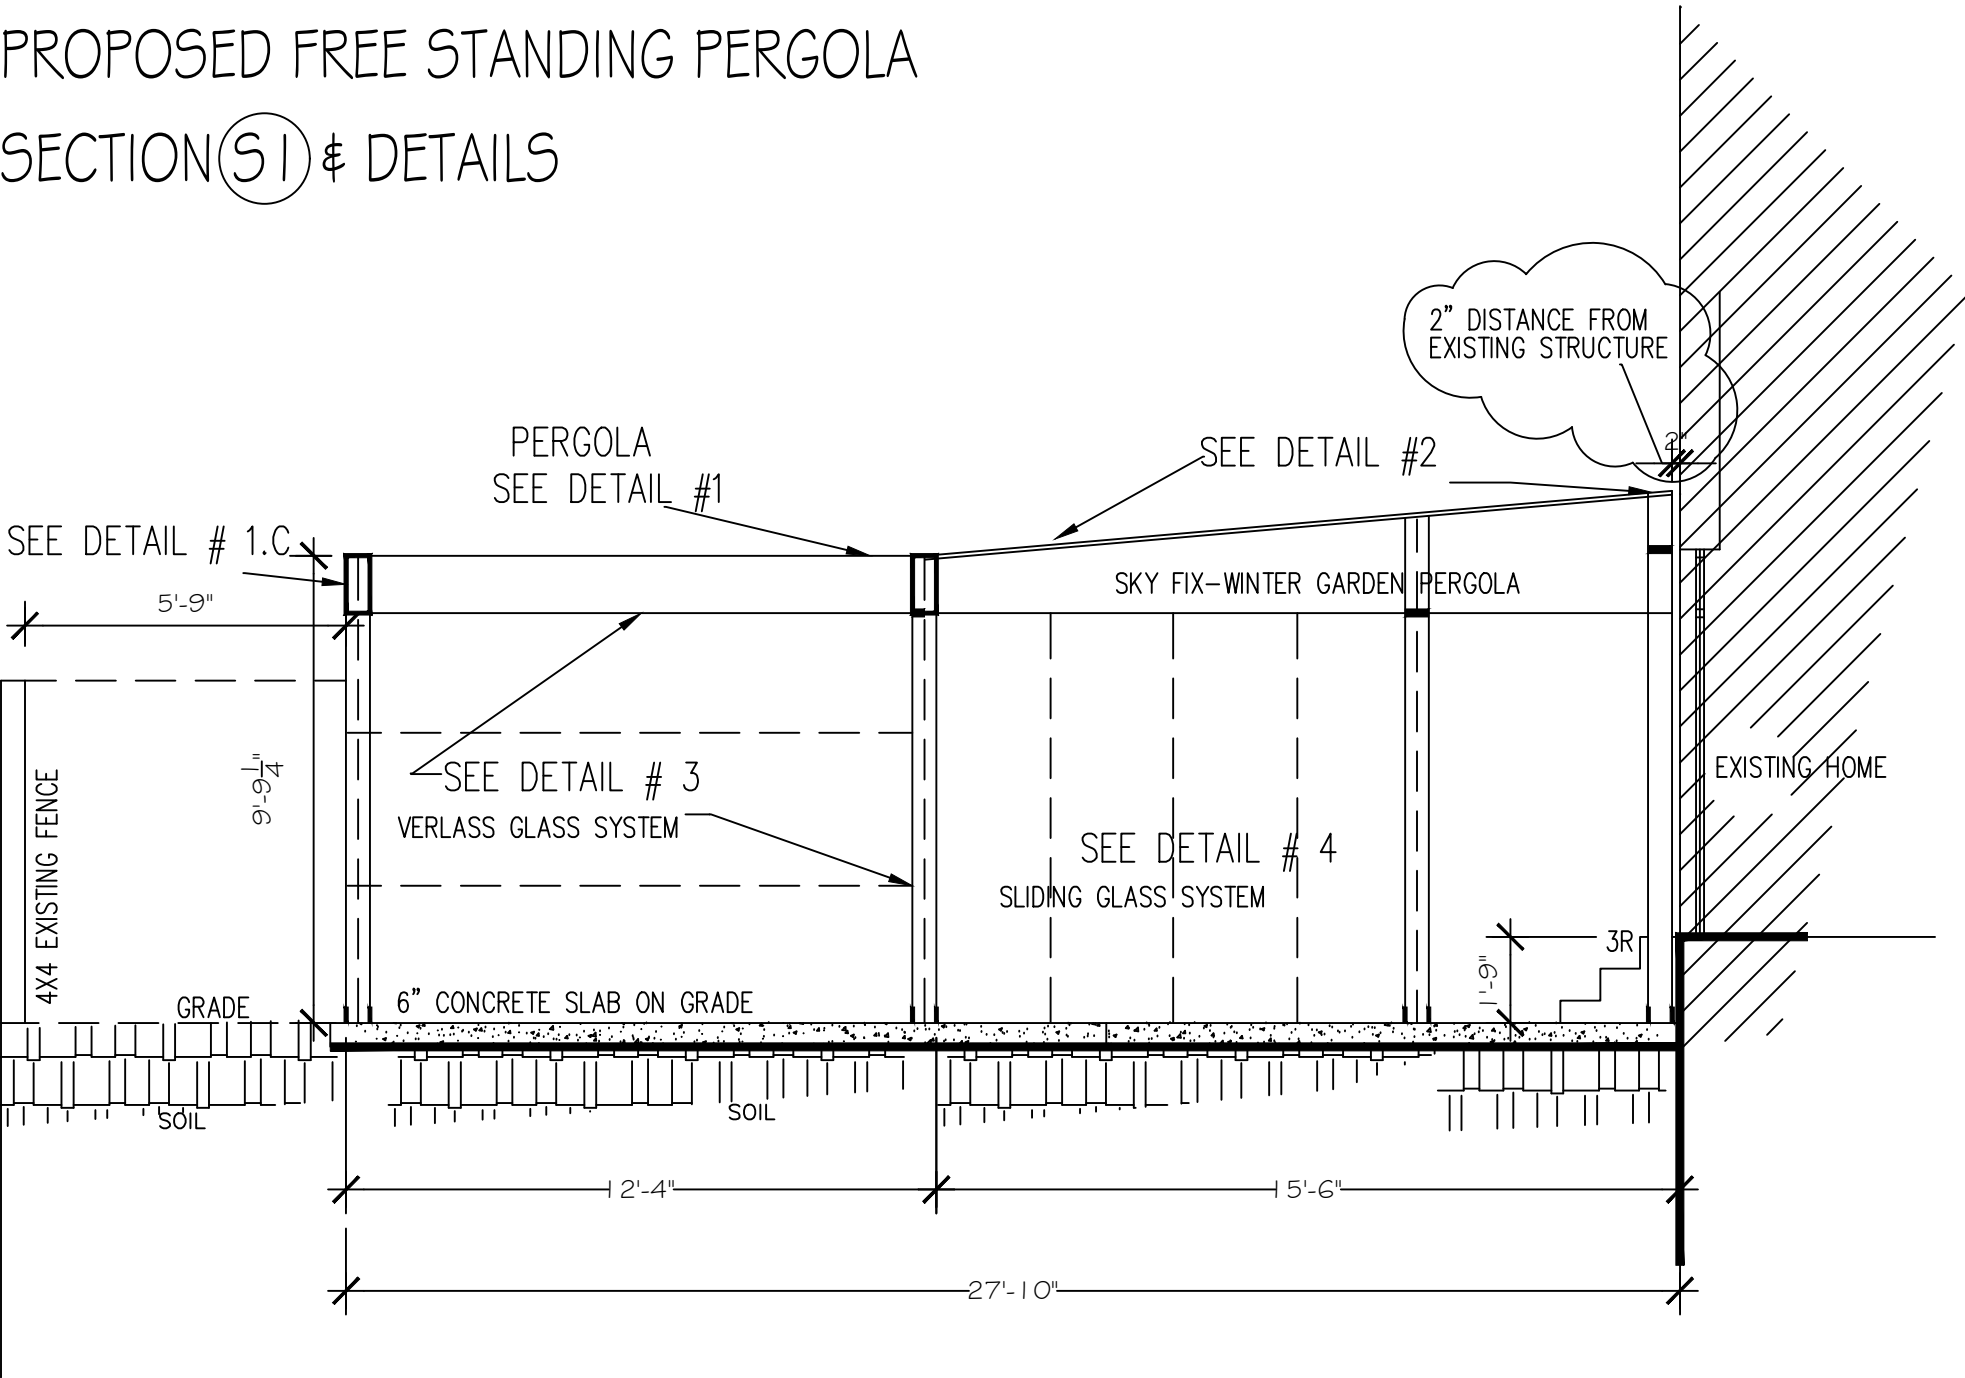 PROPOSED FREE STANDING PERGOLA
SECTION S1 & DETAILS
2” DISTANCE FROM
EXISTING STRUCTURE
2"
PERGOLA
SEE DETAIL #1
SEE DETAIL #2
SEE DETAIL # 1.C
5'-9"
SKY FIX-WINTER GARDEN PERGOLA
9'-9 1/4"
SEE DETAIL # 3
VERLASS GLASS SYSTEM
EXISTING HOME
SEE DETAIL # 4
SLIDING GLASS SYSTEM
4X4 EXISTING FENCE
3R
1'-9"
GRADE
6” CONCRETE SLAB ON GRADE
SOIL
SOIL
12'-4"
15'-6"
27'-10"